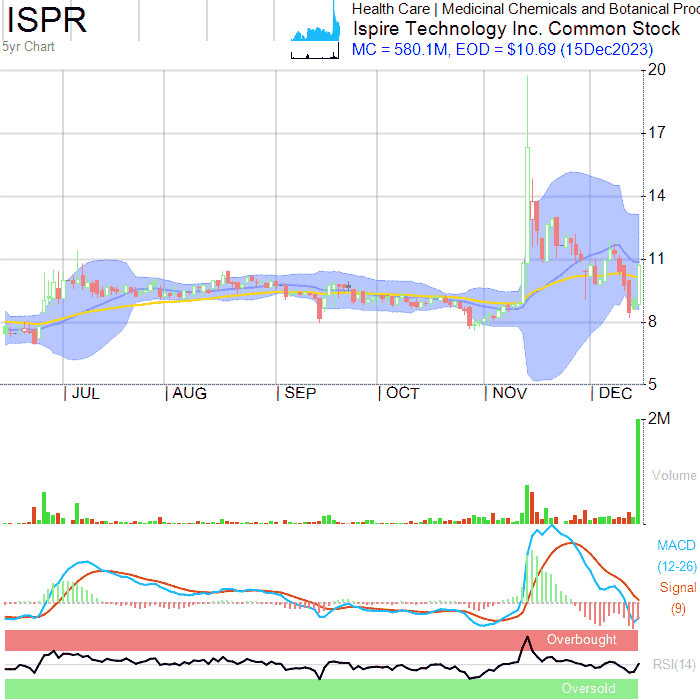 ISPR
5yr Chart
Health Care | Medicinal Chemicals and Botanical Proc
Ispire Technology Inc. Common Stock
MC = 580.1M, EOD = $10.69 (15Dec2023)
20
17
14
11
8
5
JUL AUG SEP OCT NOV DEC
2M
Volume
MACD
(12-26)
Signal
(9)
Overbought
RSI(14)
Oversold